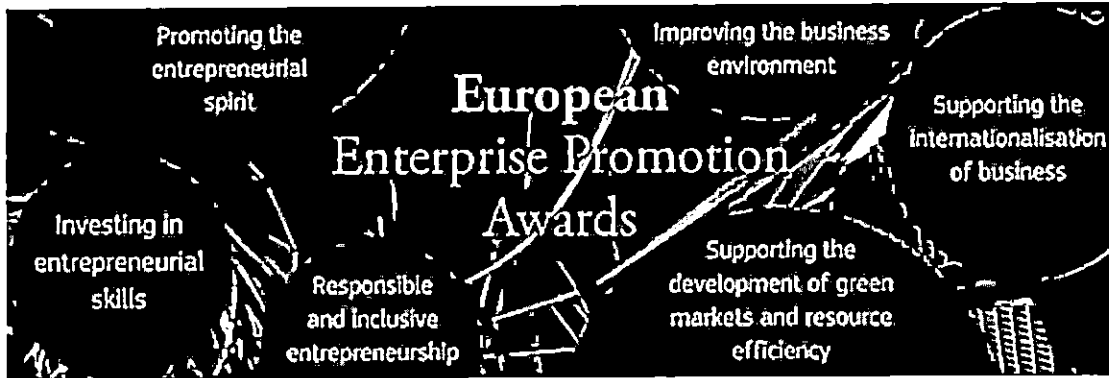 Promoting the
entrepreneurial
spirit
European
Enterprise Promotion
Awards
Improving the business
environment
Supporting the
internationalisation
of business
Investing in
entrepreneurial
skills
Responsible
and inclusive
entrepreneurship
Supporting the
development of green
markets and resource
efficiency